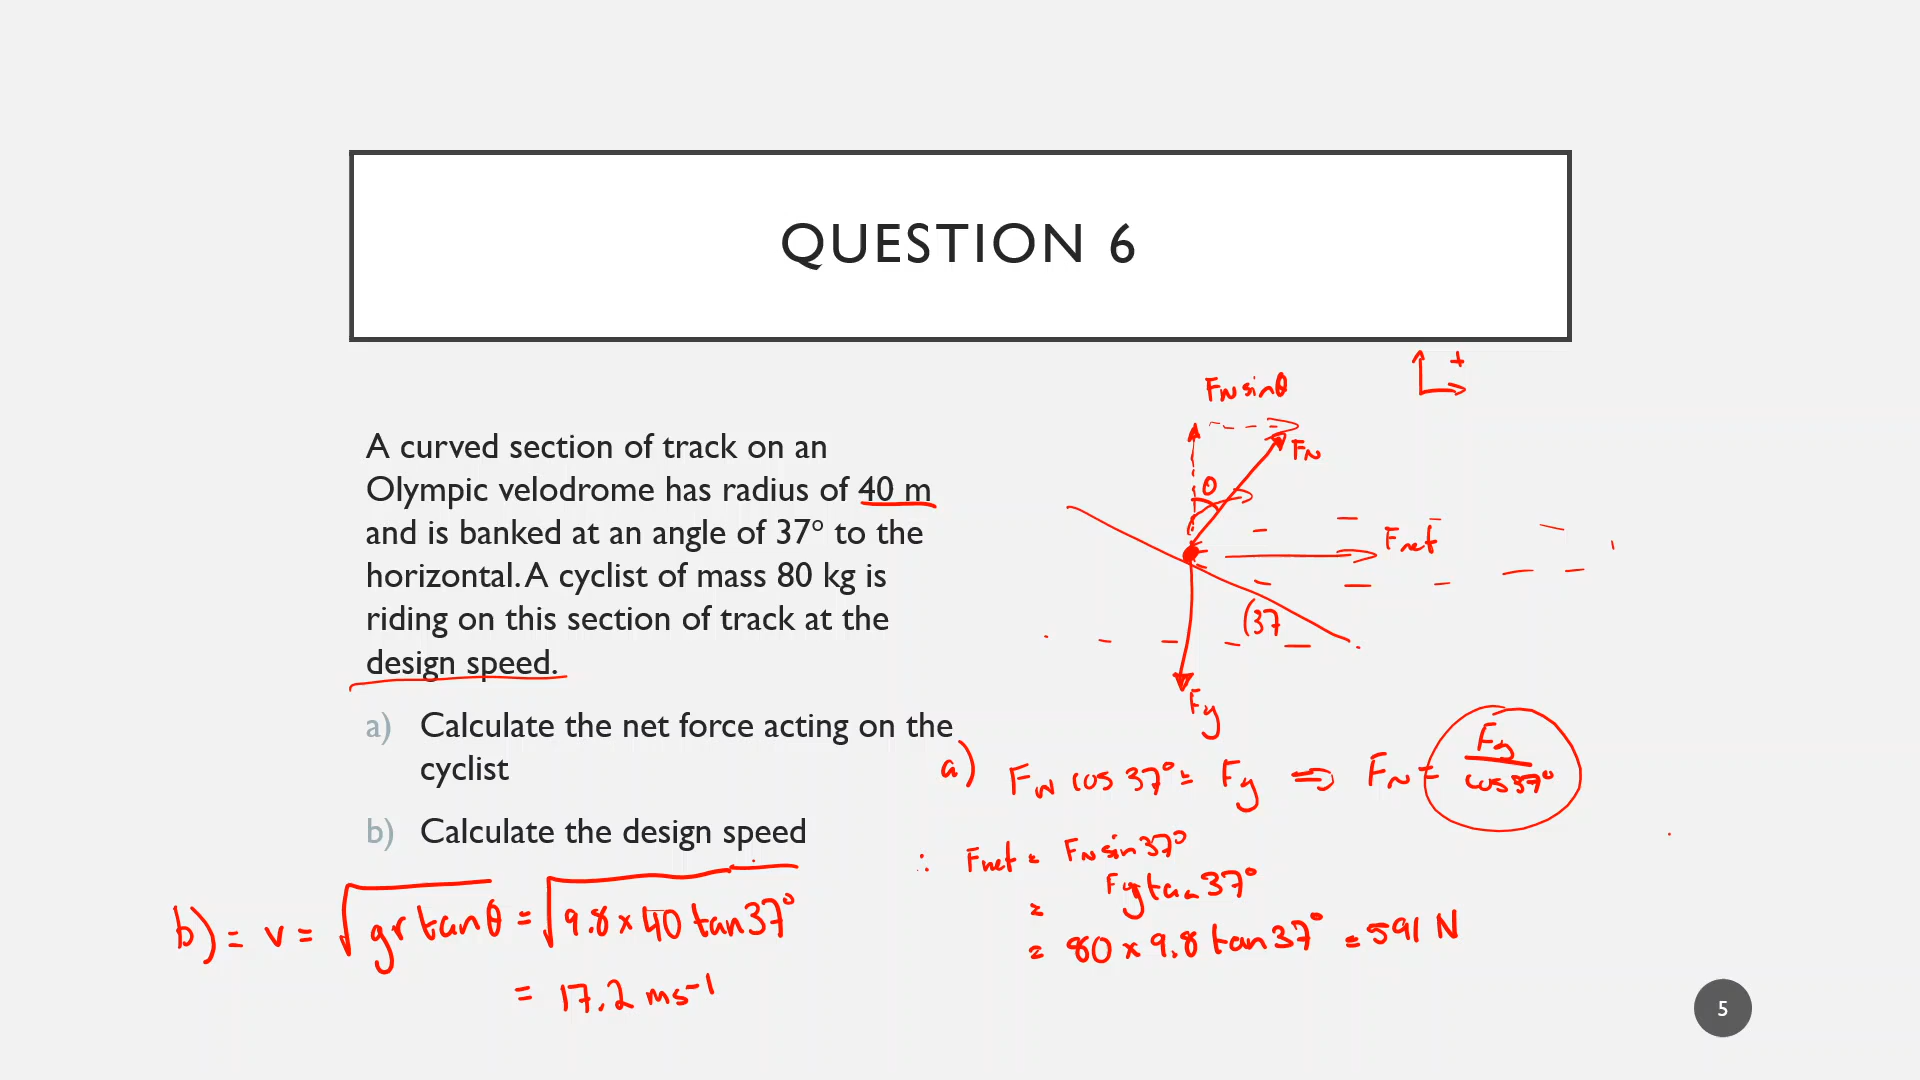 QUESTION 6
A curved section of track on an
Olympic velodrome has radius of 40 m
and is banked at an angle of 37° to the
horizontal. A cyclist of mass 80 kg is
riding on this section of track at the
design speed.
a) Calculate the net force acting on the
cyclist
b) Calculate the design speed
b) = v = √gr tanθ = √9.8 × 40 tan37°
= 17.2 ms⁻¹
+
FN sinθ
FN
θ
Fnet
(37
Fg
a) FN cos 37° = Fg ⇒ FN = Fg/cos37°
∴ Fnet = FN sin37°
= Fg tan 37°
= 80 × 9.8 tan37° = 591 N
5